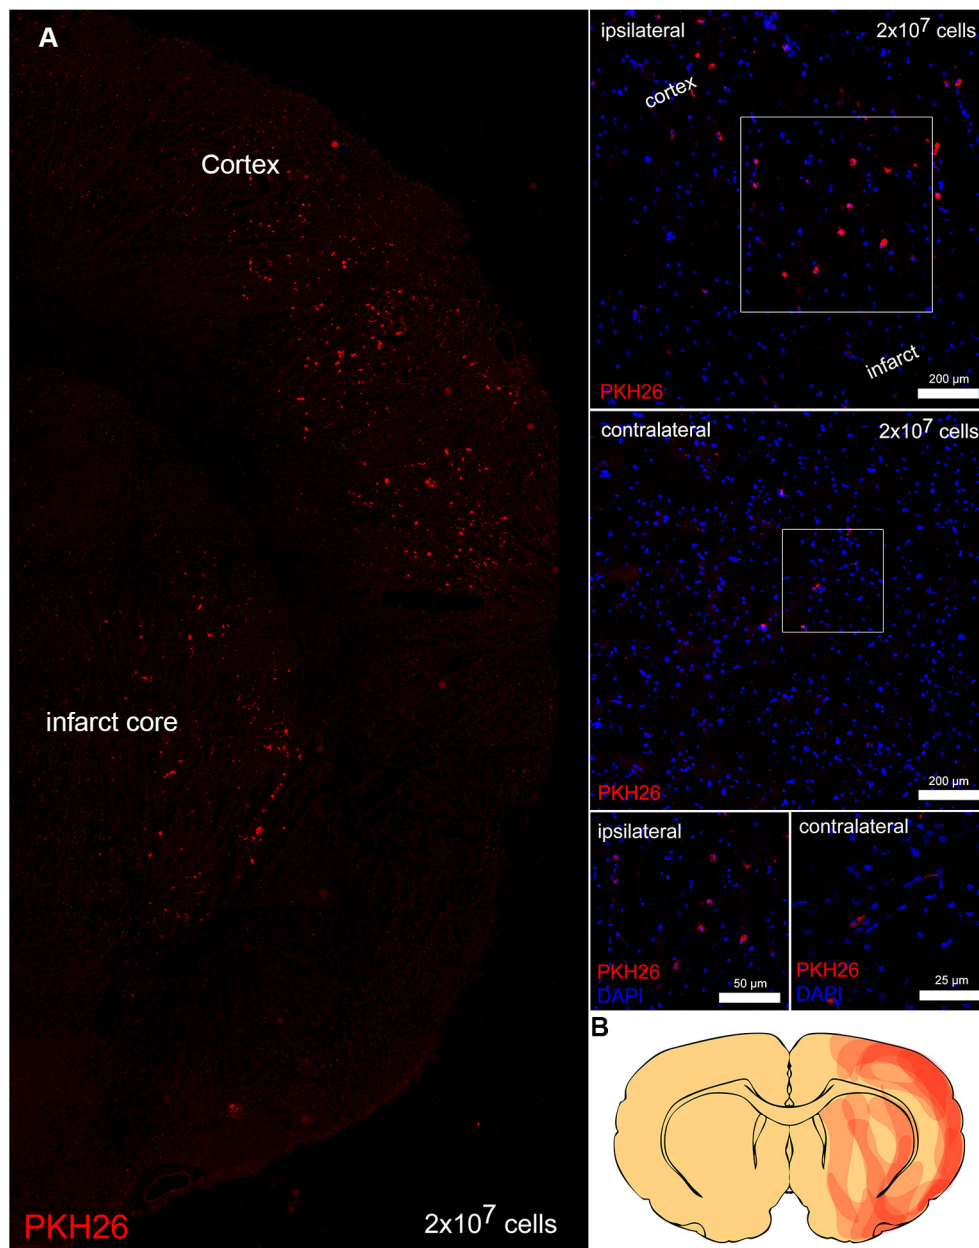 A
Cortex
infarct core
PKH26
2x10⁷ cells
ipsilateral
2x10⁷ cells
cortex
infarct
PKH26
200 µm
contralateral
2x10⁷ cells
PKH26
200 µm
ipsilateral
PKH26
DAPI
50 µm
contralateral
PKH26
DAPI
25 µm
B